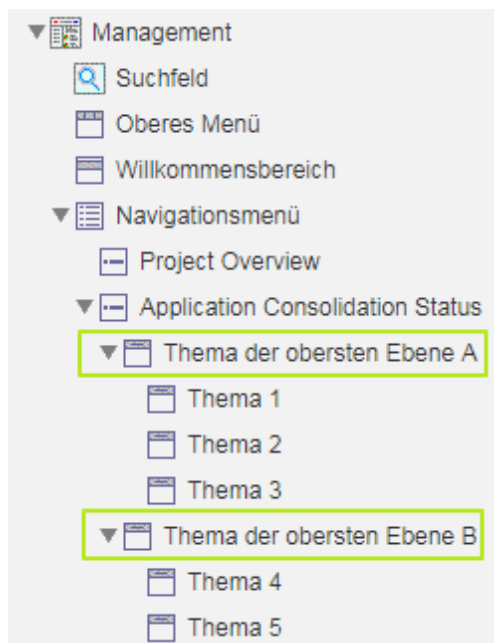 Management
Suchfeld
Oberes Menü
Willkommensbereich
Navigationsmenü
Project Overview
Application Consolidation Status
Thema der obersten Ebene A
Thema 1
Thema 2
Thema 3
Thema der obersten Ebene B
Thema 4
Thema 5